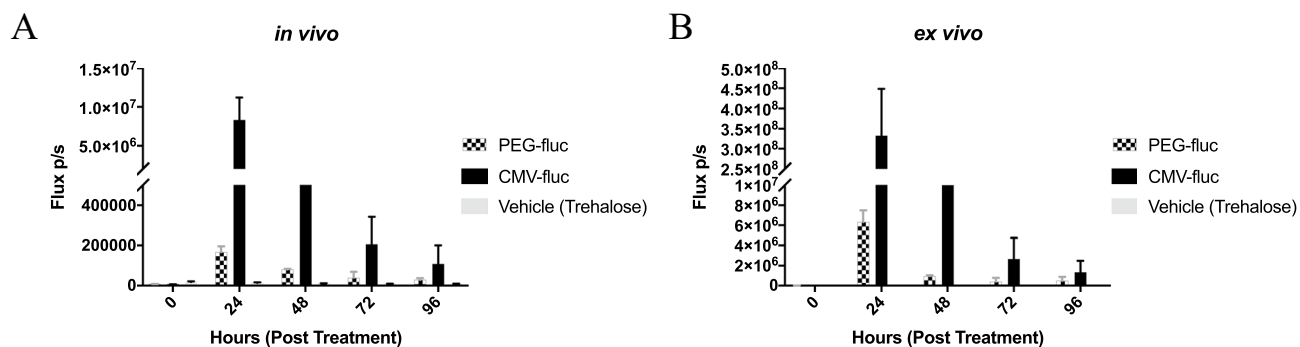 A
in vivo
1.5×10⁷
1.0×10⁷
5.0×10⁶
400000
200000
0
Flux p/s
0
24
48
72
96
Hours (Post Treatment)
PEG-fluc
CMV-fluc
Vehicle (Trehalose)
B
ex vivo
5.0×10⁸
4.5×10⁸
4.0×10⁸
3.5×10⁸
3.0×10⁸
2.5×10⁸
1×10⁷
8×10⁶
6×10⁶
4×10⁶
2×10⁶
0
Flux p/s
0
24
48
72
96
Hours (Post Treatment)
PEG-fluc
CMV-fluc
Vehicle (Trehalose)